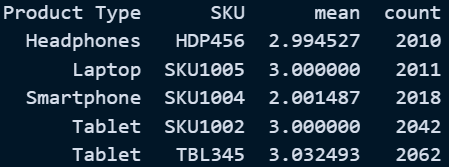 Product Type SKU mean count
Headphones HDP456 2.994527 2010
Laptop SKU1005 3.000000 2011
Smartphone SKU1004 2.001487 2018
Tablet SKU1002 3.000000 2042
Tablet TBL345 3.032493 2062